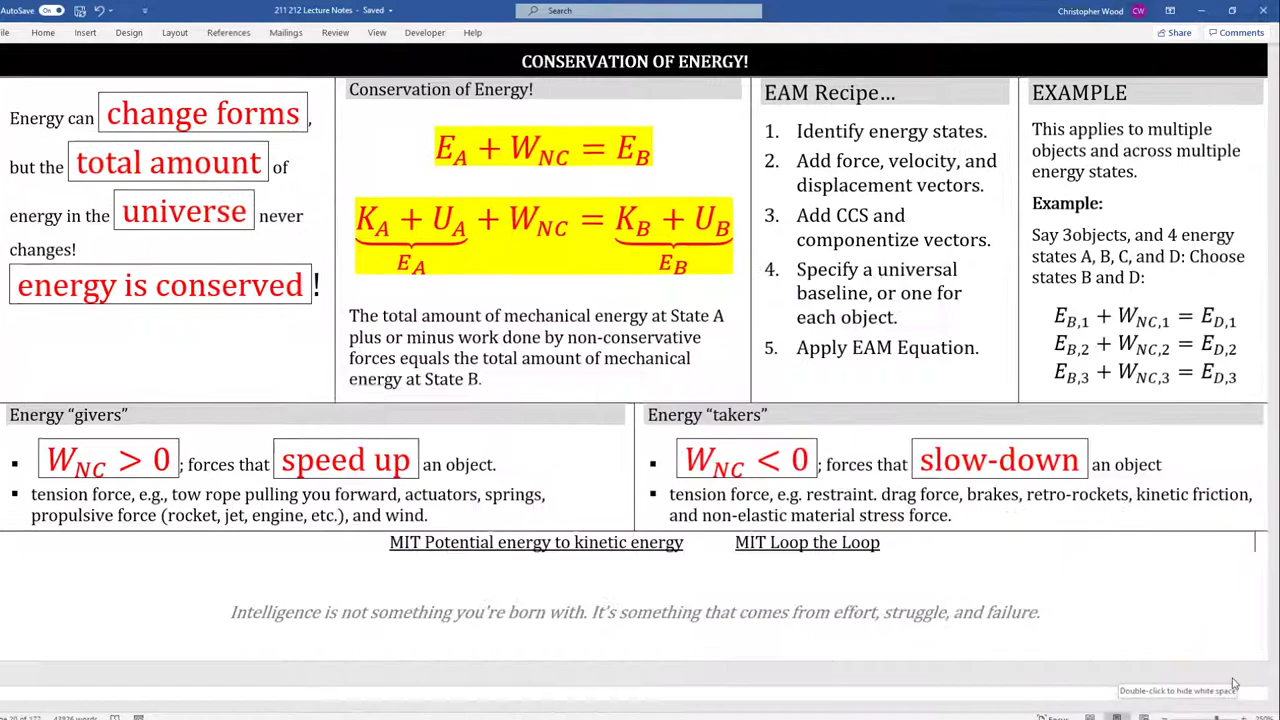 AutoSave On 211 212 Lecture Notes - Saved Search Christopher Wood CW
Home Insert Design Layout References Mailings Review View Developer Help Share Comments
CONSERVATION OF ENERGY!
Energy can change forms,
but the total amount of
energy in the universe never
changes!
energy is conserved!
Conservation of Energy!
E_A + W_NC = E_B
K_A + U_A + W_NC = K_B + U_B
E_A E_B
The total amount of mechanical energy at State A
plus or minus work done by non-conservative
forces equals the total amount of mechanical
energy at State B.
EAM Recipe…
1. Identify energy states.
2. Add force, velocity, and
displacement vectors.
3. Add CCS and
componentize vectors.
4. Specify a universal
baseline, or one for
each object.
5. Apply EAM Equation.
EXAMPLE
This applies to multiple
objects and across multiple
energy states.
Example:
Say 3objects, and 4 energy
states A, B, C, and D: Choose
states B and D:
E_B,1 + W_NC,1 = E_D,1
E_B,2 + W_NC,2 = E_D,2
E_B,3 + W_NC,3 = E_D,3
Energy “givers”
▪ W_NC > 0; forces that speed up an object.
▪ tension force, e.g., tow rope pulling you forward, actuators, springs,
propulsive force (rocket, jet, engine, etc.), and wind.
Energy “takers”
▪ W_NC < 0; forces that slow-down an object
▪ tension force, e.g. restraint. drag force, brakes, retro-rockets, kinetic friction,
and non-elastic material stress force.
MIT Potential energy to kinetic energy MIT Loop the Loop
Intelligence is not something you’re born with. It’s something that comes from effort, struggle, and failure.
Double-click to hide white space